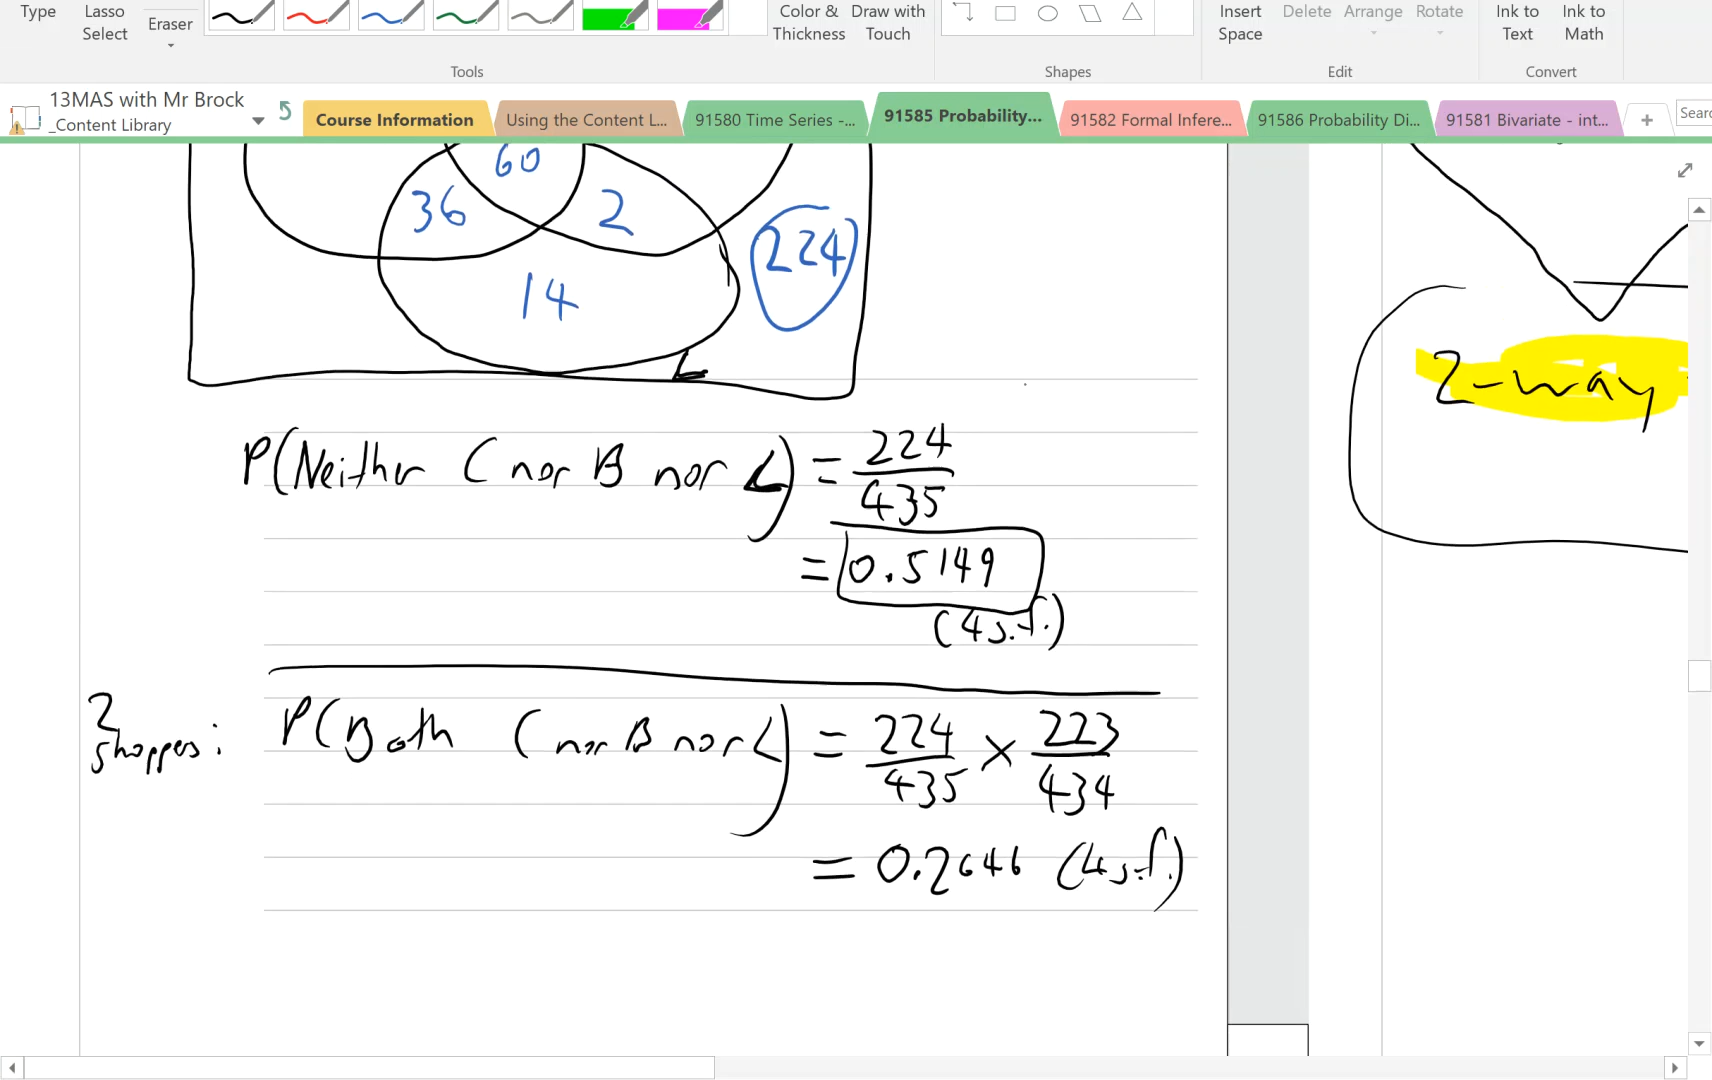 Type
Lasso Select
Eraser
Color & Thickness
Draw with Touch
Insert Space
Delete
Arrange
Rotate
Ink to Text
Ink to Math
Tools
Shapes
Edit
Convert
13MAS with Mr Brock
_Content Library
Course Information
Using the Content L...
91580 Time Series -...
91585 Probability...
91582 Formal Infere...
91586 Probability Di...
91581 Bivariate - int...
+
Sear
60
36
2
224
14
L
2-way
P(Neither C nor B nor L) = 224/435
= 0.5149
(4 s.f.)
2 shoppers:
P(Both C nor B nor L) = 224/435 × 223/434
= 0.2646 (4 s.f.)